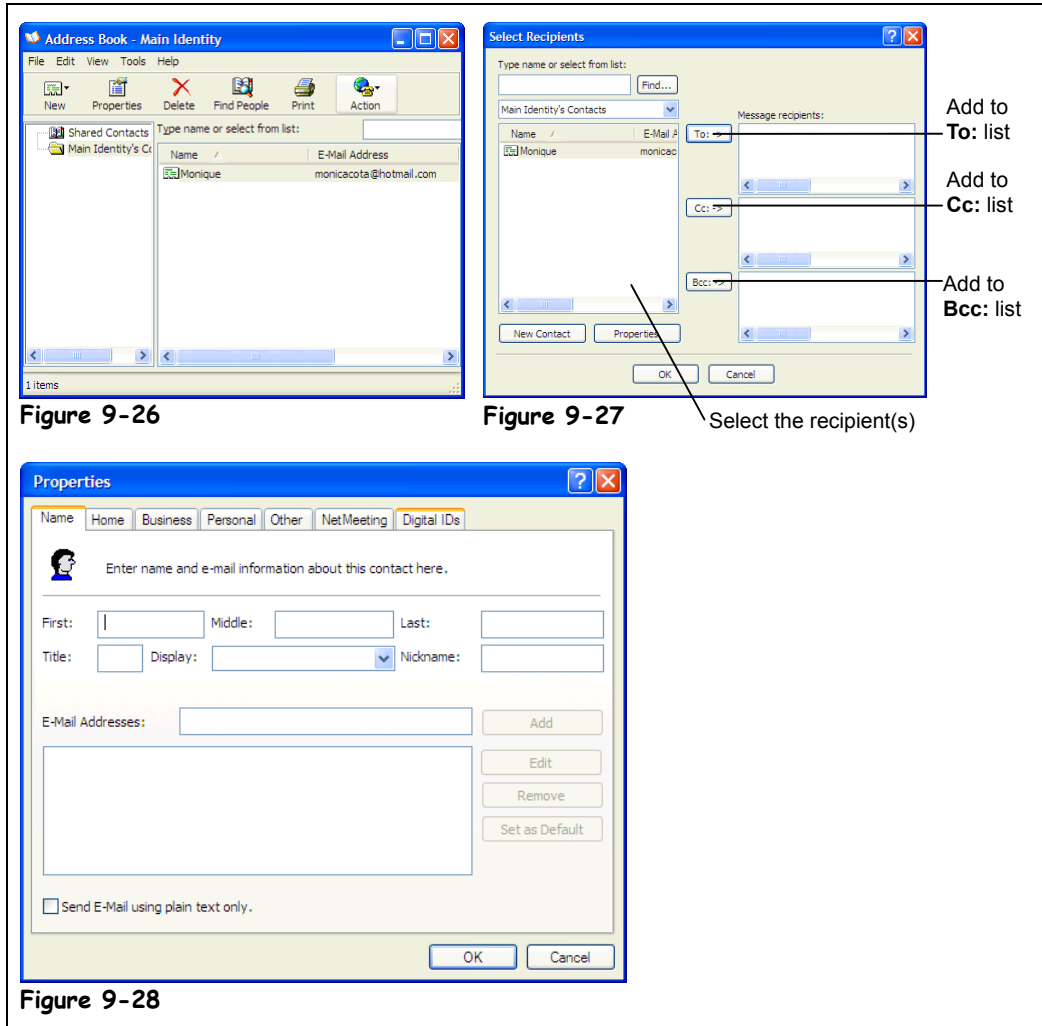 Address Book - Main Identity
File Edit View Tools Help
New Properties Delete Find People Print Action
Shared Contacts
Main Identity's Co
Type name or select from list:
Name E-Mail Address
Monique monicacota@hotmail.com
1 items
Figure 9-26
Select Recipients
Type name or select from list:
Find...
Main Identity's Contacts
Message recipients:
Name E-Mail A
Monique monicac
To: ->
Cc: ->
Bcc: ->
New Contact Properties
OK Cancel
Add to
To: list
Add to
Cc: list
Add to
Bcc: list
Figure 9-27
Select the recipient(s)
Properties
Name Home Business Personal Other NetMeeting Digital IDs
Enter name and e-mail information about this contact here.
First: Middle: Last:
Title: Display: Nickname:
E-Mail Addresses: Add
Edit
Remove
Set as Default
Send E-Mail using plain text only.
OK Cancel
Figure 9-28